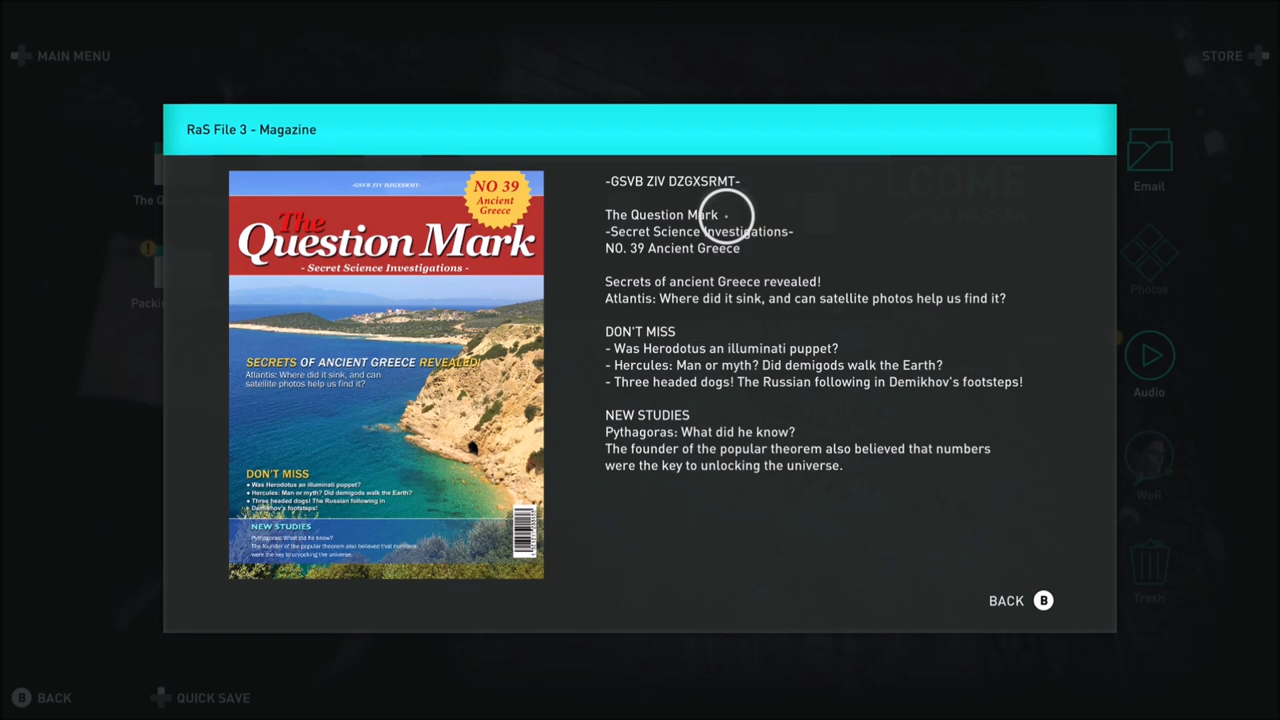 MAIN MENU
STORE
RaS File 3 - Magazine
-GSVB ZIV DZGXSRMT-
NO 39
Ancient
Greece
The
Question Mark
- Secret Science Investigations -
SECRETS OF ANCIENT GREECE REVEALED!
Atlantis: Where did it sink, and can
satellite photos help us find it?
DON'T MISS
• Was Herodotus an illuminati puppet?
• Hercules: Man or myth? Did demigods walk the Earth?
• Three headed dogs! The Russian following in
• Demikhov's footsteps!
NEW STUDIES
Pythagoras: What did he know?
The founder of the popular theorem also believed that numbers
were the key to unlocking the universe.
-GSVB ZIV DZGXSRMT-
The Question Mark
-Secret Science Investigations-
NO. 39 Ancient Greece
Secrets of ancient Greece revealed!
Atlantis: Where did it sink, and can satellite photos help us find it?
DON'T MISS
- Was Herodotus an illuminati puppet?
- Hercules: Man or myth? Did demigods walk the Earth?
- Three headed dogs! The Russian following in Demikhov's footsteps!
NEW STUDIES
Pythagoras: What did he know?
The founder of the popular theorem also believed that numbers
were the key to unlocking the universe.
BACK B
Email
Photos
Audio
WeR
Trash
B BACK
QUICK SAVE